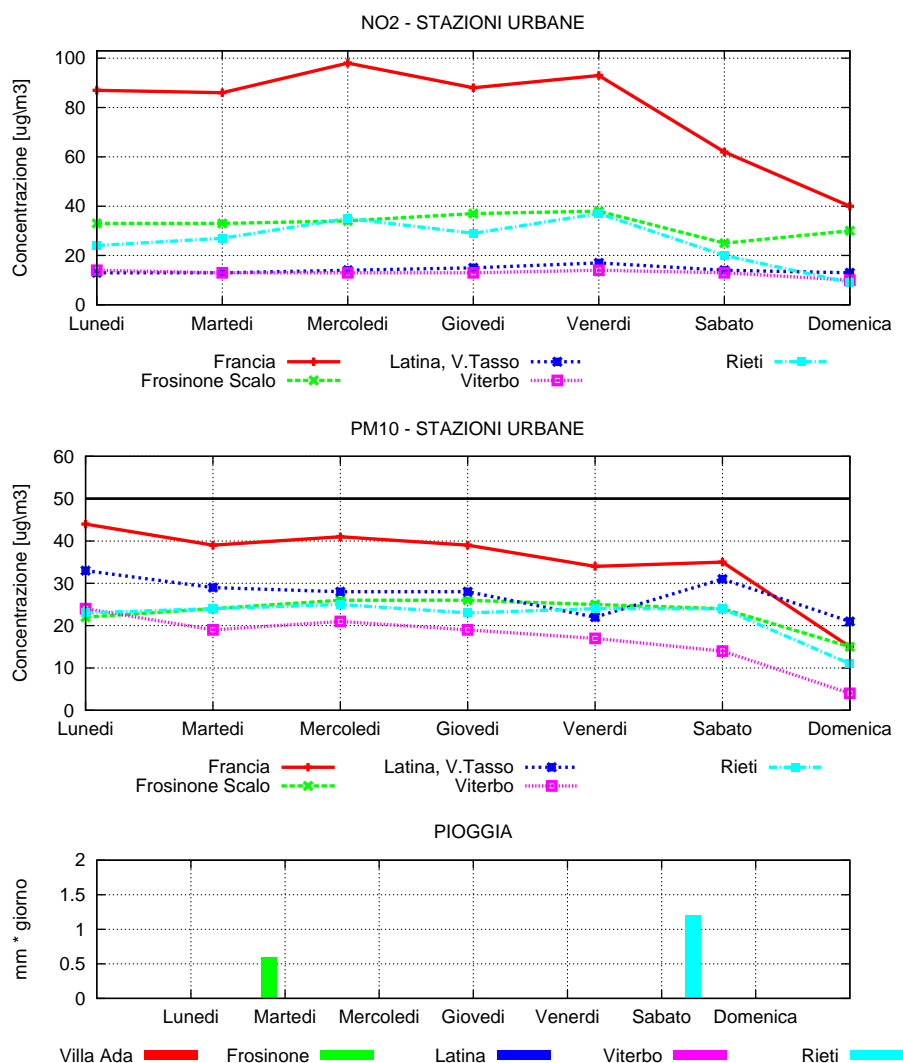 NO2 - STAZIONI URBANE
Concentrazione [ug\m3]
100
80
60
40
20
0
Lunedi Martedi Mercoledi Giovedi Venerdi Sabato Domenica
Francia Latina, V.Tasso Rieti
Frosinone Scalo Viterbo
PM10 - STAZIONI URBANE
Concentrazione [ug\m3]
60
50
40
30
20
10
0
Lunedi Martedi Mercoledi Giovedi Venerdi Sabato Domenica
Francia Latina, V.Tasso Rieti
Frosinone Scalo Viterbo
PIOGGIA
mm * giorno
2
1.5
1
0.5
0
Lunedi Martedi Mercoledi Giovedi Venerdi Sabato Domenica
Villa Ada Frosinone Latina Viterbo Rieti